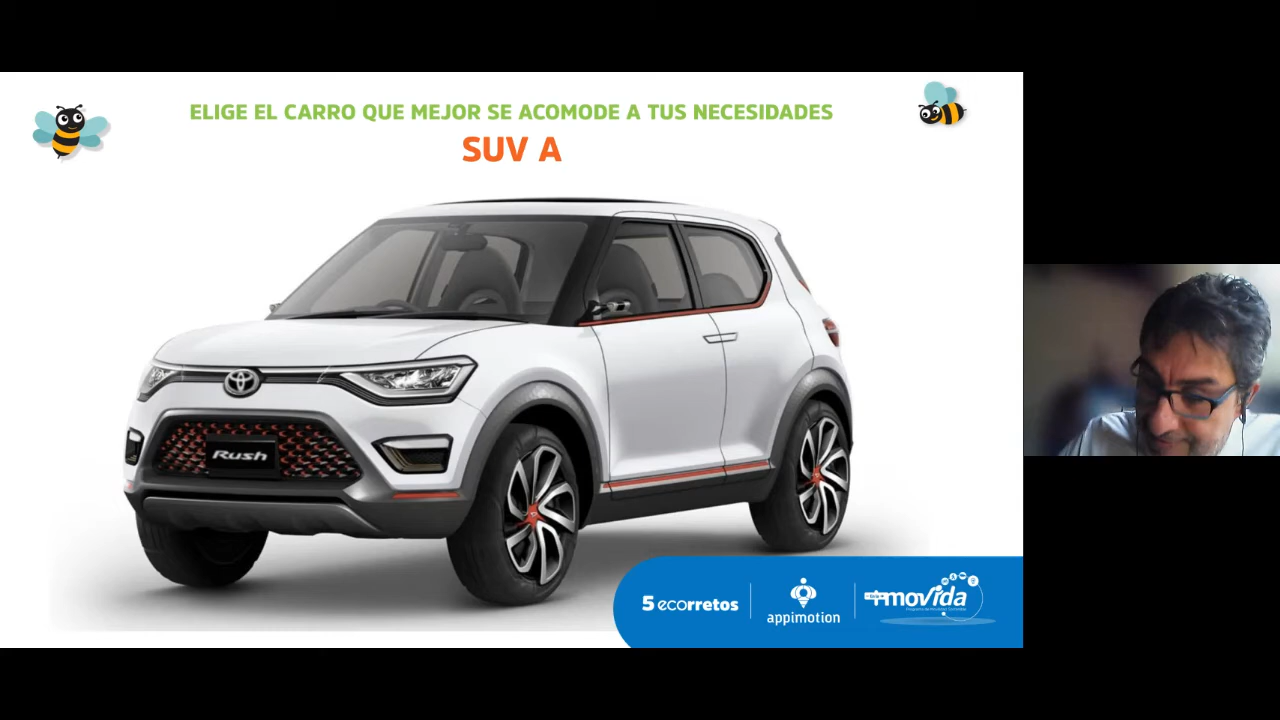 ELIGE EL CARRO QUE MEJOR SE ACOMODE A TUS NECESIDADES
SUV A
Rush
5 ecorretos
appimotion
movida